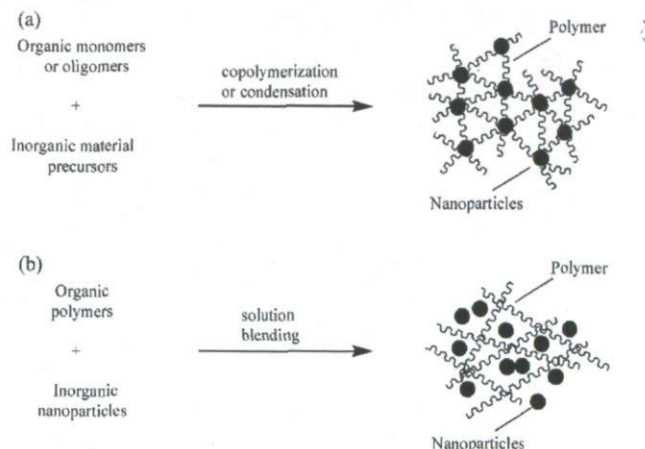 (a)
Organic monomers
or oligomers
+
Inorganic material
precursors
copolymerization
or condensation
Polymer
Nanoparticles
(b)
Organic
polymers
+
Inorganic
nanoparticles
solution
blending
Polymer
Nanoparticles